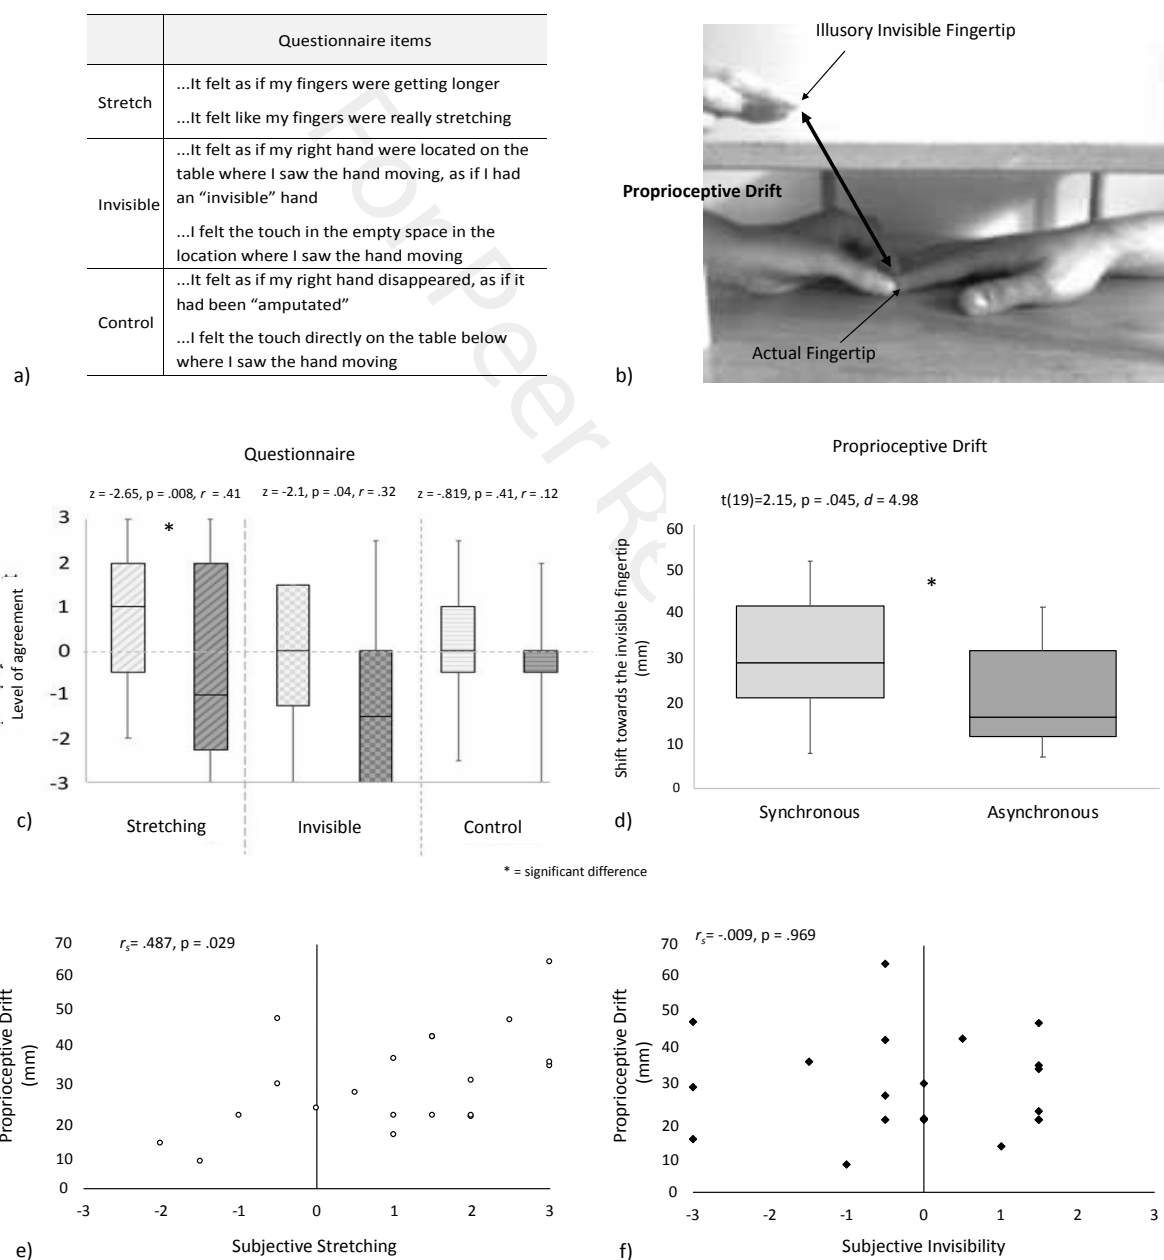 Questionnaire items
Stretch
...It felt as if my fingers were getting longer
...It felt like my fingers were really stretching
Invisible
...It felt as if my right hand were located on the
table where I saw the hand moving, as if I had
an “invisible” hand
...I felt the touch in the empty space in the
location where I saw the hand moving
Control
...It felt as if my right hand disappeared, as if it
had been “amputated”
...I felt the touch directly on the table below
where I saw the hand moving
a)
Illusory Invisible Fingertip
Proprioceptive Drift
Actual Fingertip
b)
For Peer Re
Questionnaire
z = -2.65, p = .008, r = .41
z = -2.1, p = .04, r = .32
z = -.819, p = .41, r = .12
*
Level of agreement
3
2
1
0
-1
-2
-3
Stretching
Invisible
Control
c)
Proprioceptive Drift
t(19)=2.15, p = .045, d = 4.98
*
Shift towards the invisible fingertip
(mm)
60
50
40
30
20
10
0
Synchronous
Asynchronous
d)
* = significant difference
rs= .487, p = .029
Proprioceptive Drift
(mm)
70
60
50
40
30
20
10
0
-3
-2
-1
0
1
2
3
Subjective Stretching
e)
rs= -.009, p = .969
Proprioceptive Drift
(mm)
70
60
50
40
30
20
10
0
-3
-2
-1
0
1
2
3
Subjective Invisibility
f)